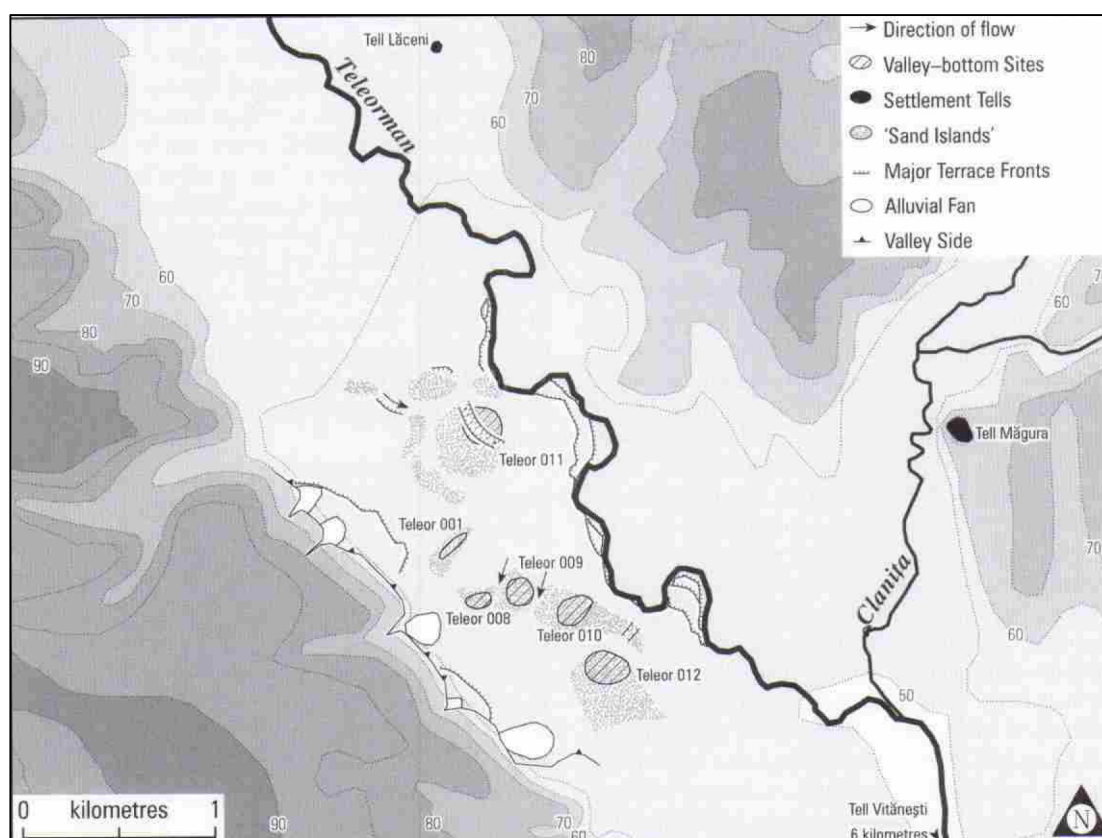 Tell Lăceni
Teleorman
80
70
60
→ Direction of flow
Valley–bottom Sites
Settlement Tells
'Sand Islands'
Major Terrace Fronts
Alluvial Fan
Valley Side
60
70
80
90
60
Tell Măgura
Teleor 011
Teleor 001
Teleor 009
Teleor 008
Teleor 010
Teleor 012
Clanita
70
60
50
0 kilometres 1
90
80
70
60
Tell Vităneşti
6 kilometres
N